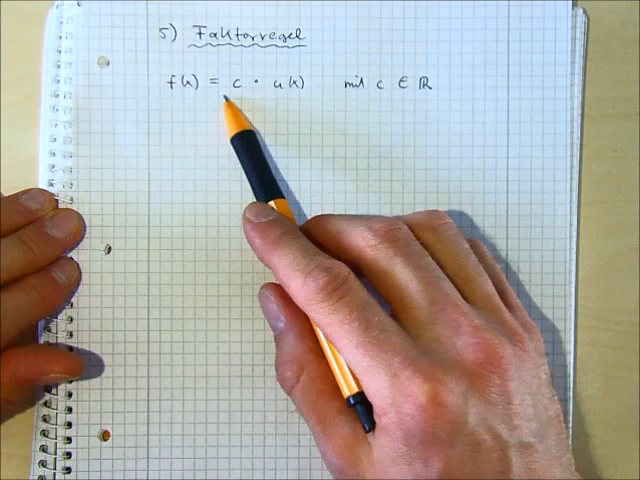 5) Faktorregel
f(x) = c · u(x) mit c ∈ ℝ